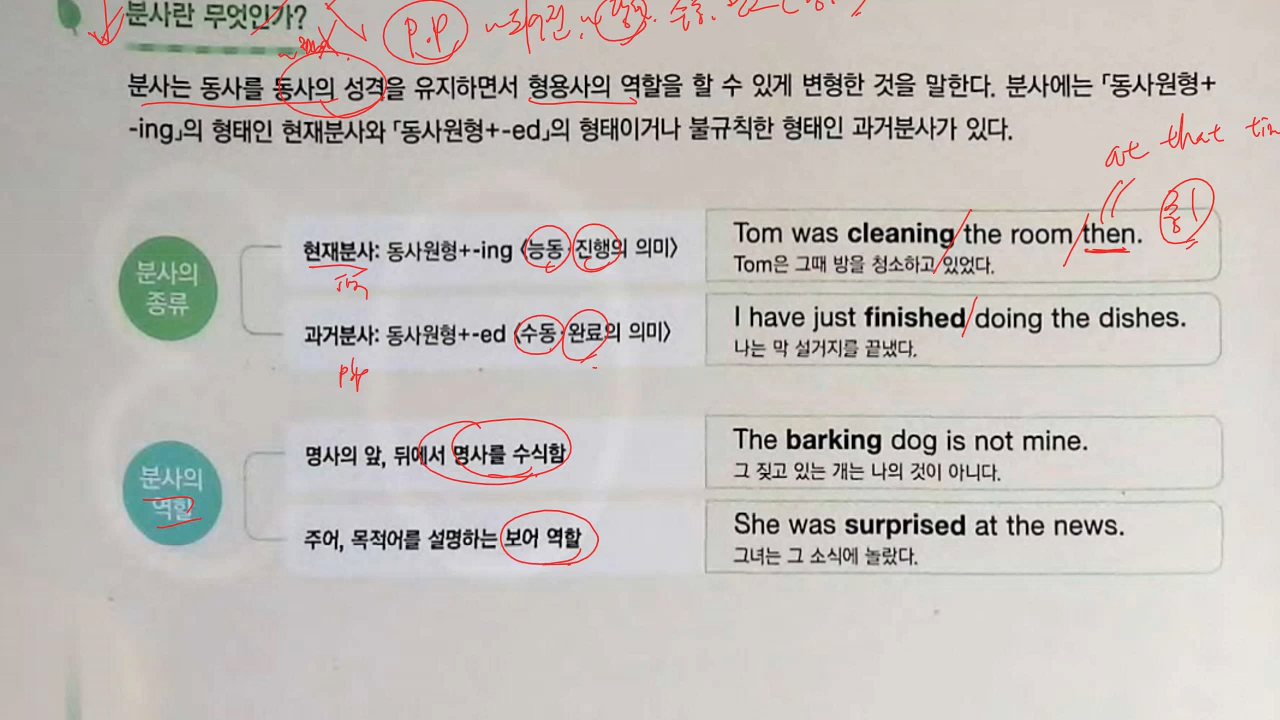 분사란 무엇인가?
P.P
분사는 동사를 동사의 성격을 유지하면서 형용사의 역할을 할 수 있게 변형한 것을 말한다. 분사에는 「동사원형+
-ing」의 형태인 현재분사와 「동사원형+-ed」의 형태이거나 불규칙한 형태인 과거분사가 있다.
at that
분사의 종류
현재분사: 동사원형+-ing 〈능동·진행의 의미〉
Tom was cleaning the room then.
Tom은 그때 방을 청소하고 있었다.
과거분사: 동사원형+-ed 〈수동·완료의 의미〉
I have just finished doing the dishes.
나는 막 설거지를 끝냈다.
p.p
분사의 역할
명사의 앞, 뒤에서 명사를 수식함
The barking dog is not mine.
그 짖고 있는 개는 나의 것이 아니다.
주어, 목적어를 설명하는 보어 역할
She was surprised at the news.
그녀는 그 소식에 놀랐다.